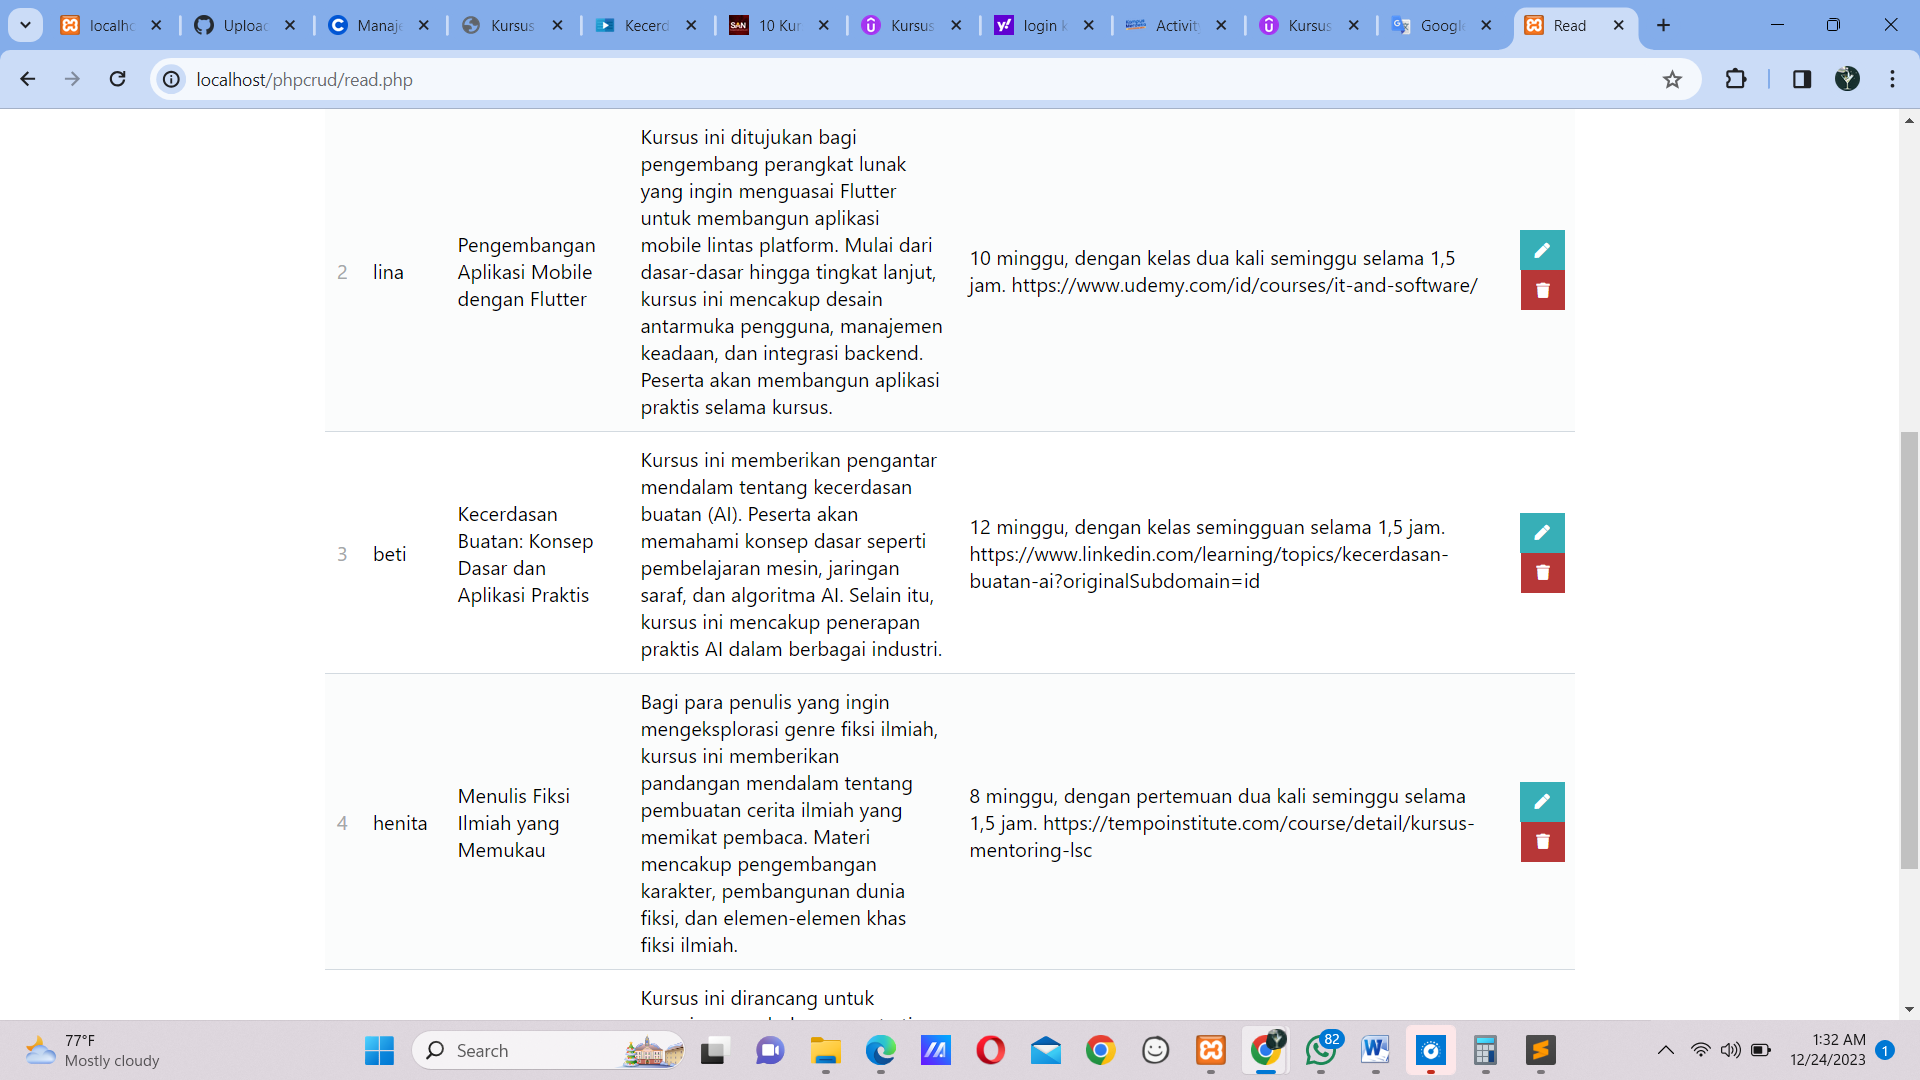 localho
Upload
Manaje
Kursus
Kecerd
10 Kur
Kursus
login k
Activity
Kursus
Google
Read
localhost/phpcrud/read.php
2
lina
Pengembangan
Aplikasi Mobile
dengan Flutter
Kursus ini ditujukan bagi
pengembang perangkat lunak
yang ingin menguasai Flutter
untuk membangun aplikasi
mobile lintas platform. Mulai dari
dasar-dasar hingga tingkat lanjut,
kursus ini mencakup desain
antarmuka pengguna, manajemen
keadaan, dan integrasi backend.
Peserta akan membangun aplikasi
praktis selama kursus.
10 minggu, dengan kelas dua kali seminggu selama 1,5
jam. https://www.udemy.com/id/courses/it-and-software/
3
beti
Kecerdasan
Buatan: Konsep
Dasar dan
Aplikasi Praktis
Kursus ini memberikan pengantar
mendalam tentang kecerdasan
buatan (AI). Peserta akan
memahami konsep dasar seperti
pembelajaran mesin, jaringan
saraf, dan algoritma AI. Selain itu,
kursus ini mencakup penerapan
praktis AI dalam berbagai industri.
12 minggu, dengan kelas semingguan selama 1,5 jam.
https://www.linkedin.com/learning/topics/kecerdasan-
buatan-ai?originalSubdomain=id
4
henita
Menulis Fiksi
Ilmiah yang
Memukau
Bagi para penulis yang ingin
mengeksplorasi genre fiksi ilmiah,
kursus ini memberikan
pandangan mendalam tentang
pembuatan cerita ilmiah yang
memikat pembaca. Materi
mencakup pengembangan
karakter, pembangunan dunia
fiksi, dan elemen-elemen khas
fiksi ilmiah.
8 minggu, dengan pertemuan dua kali seminggu selama
1,5 jam. https://tempoinstitute.com/course/detail/kursus-
mentoring-lsc
Kursus ini dirancang untuk
77°F
Mostly cloudy
Search
82
1:32 AM
12/24/2023
1